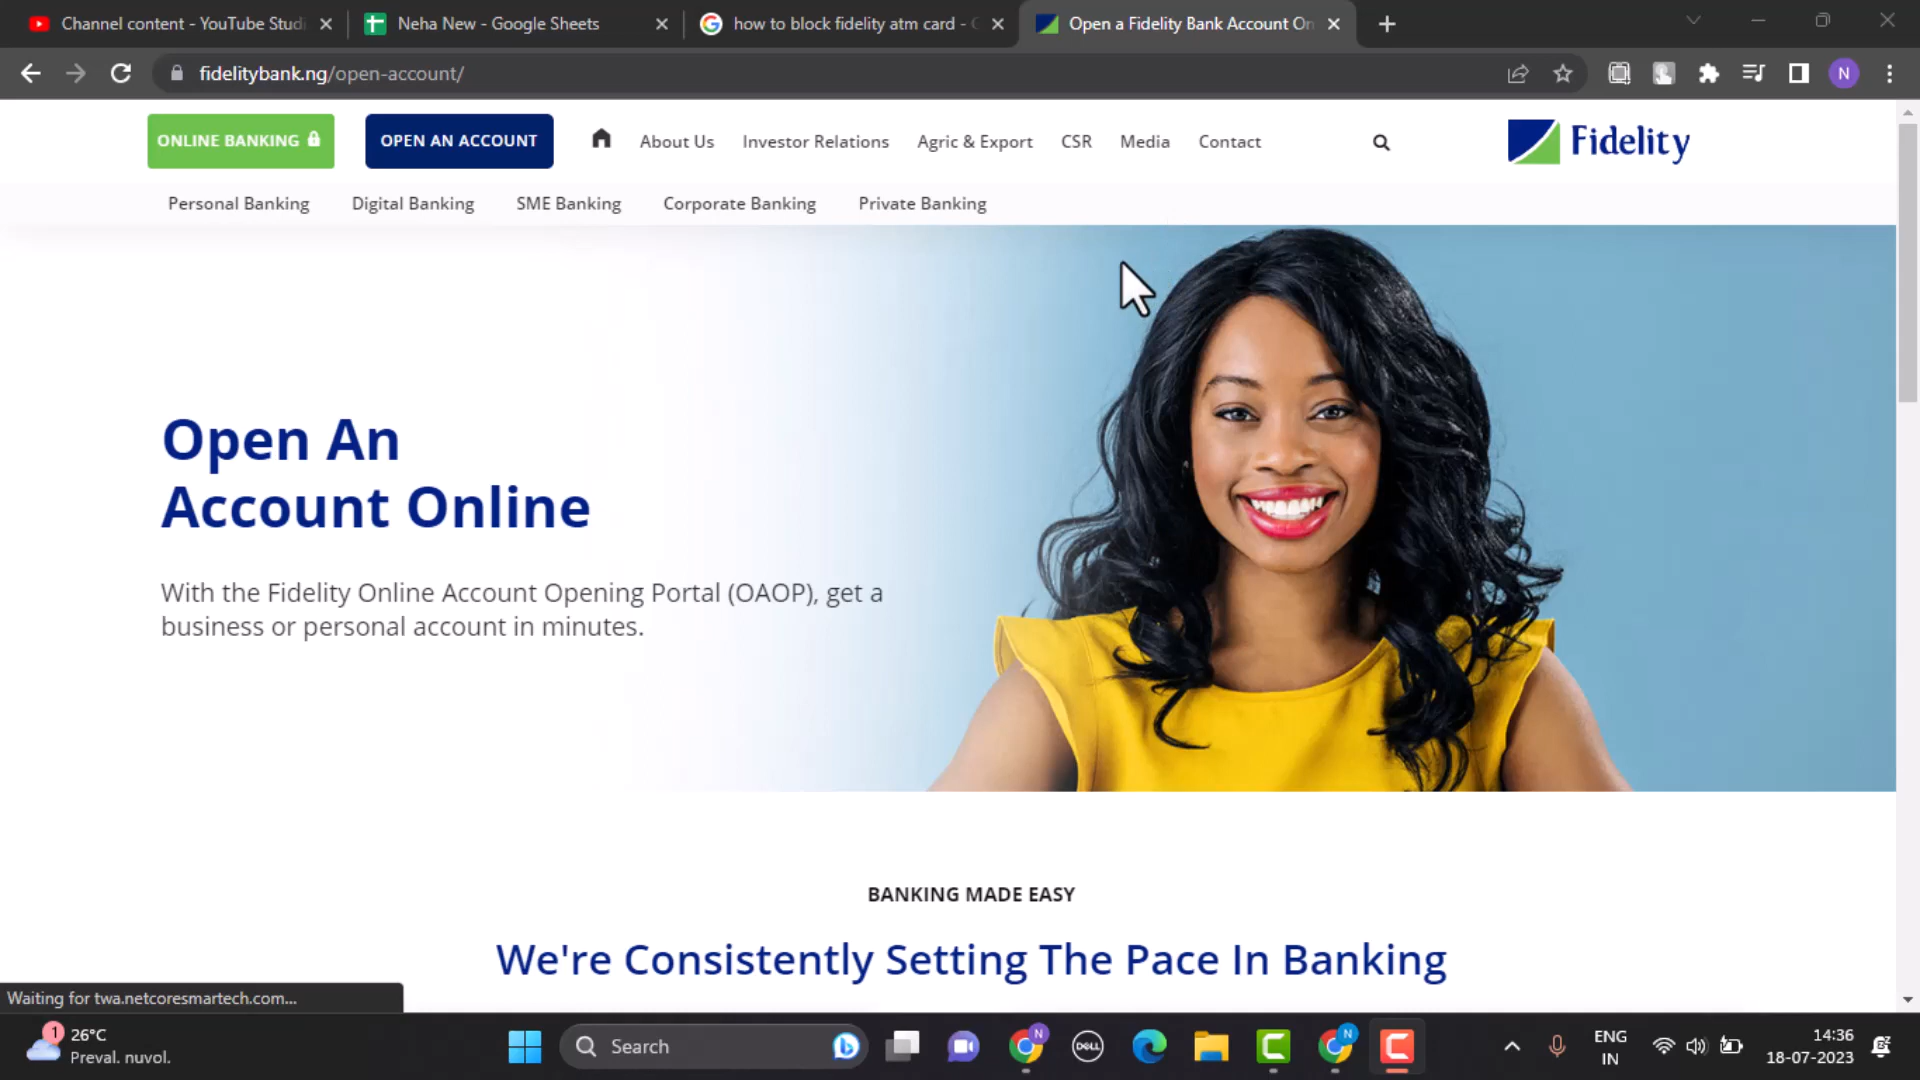 Channel content - YouTube Studi
Neha New - Google Sheets
how to block fidelity atm card - G
Open a Fidelity Bank Account On
fidelitybank.ng/open-account/
N
ONLINE BANKING
OPEN AN ACCOUNT
About Us
Investor Relations
Agric & Export
CSR
Media
Contact
Fidelity
Personal Banking
Digital Banking
SME Banking
Corporate Banking
Private Banking
Open An
Account Online
With the Fidelity Online Account Opening Portal (OAOP), get a
business or personal account in minutes.
BANKING MADE EASY
We're Consistently Setting The Pace In Banking
Waiting for twa.netcoresmartech.com...
1
26°C
Preval. nuvol.
Search
N
DELL
N
ENG
IN
14:36
18-07-2023